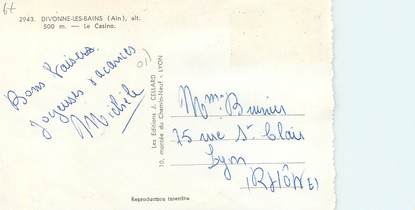 2943. DIVONNE-LES-BAINS (Ain), alt.
500 m. — Le Casino.
Bons Baisers
Joyeuses vacances
Michèle
Les Editions J. CELLARD
10, montée du Chemin-Neuf - LYON
Mme Brunier
75 rue St Clair
Lyon
(RHÔNE)
Reproduction interdite